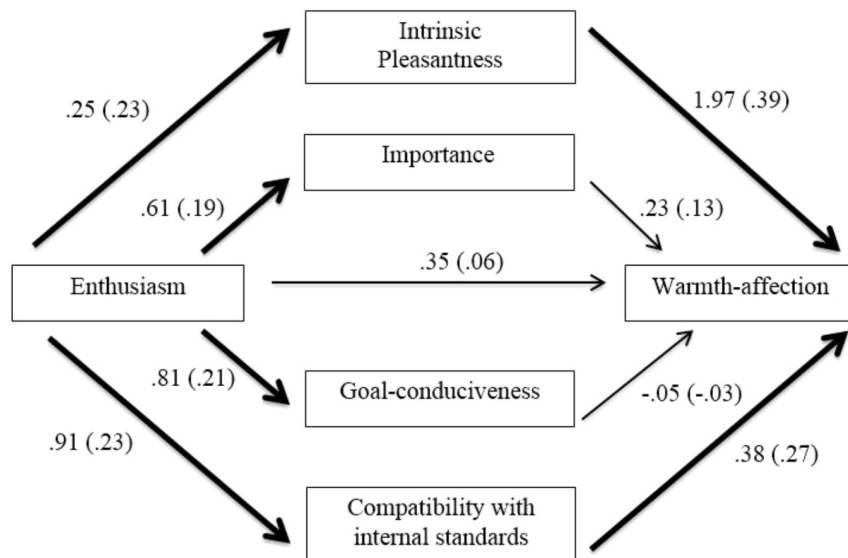 Intrinsic
Pleasantness
.25 (.23)
1.97 (.39)
Importance
.61 (.19)
.23 (.13)
.35 (.06)
Enthusiasm
Warmth-affection
.81 (.21)
Goal-conduciveness
-.05 (-.03)
.91 (.23)
.38 (.27)
Compatibility with
internal standards